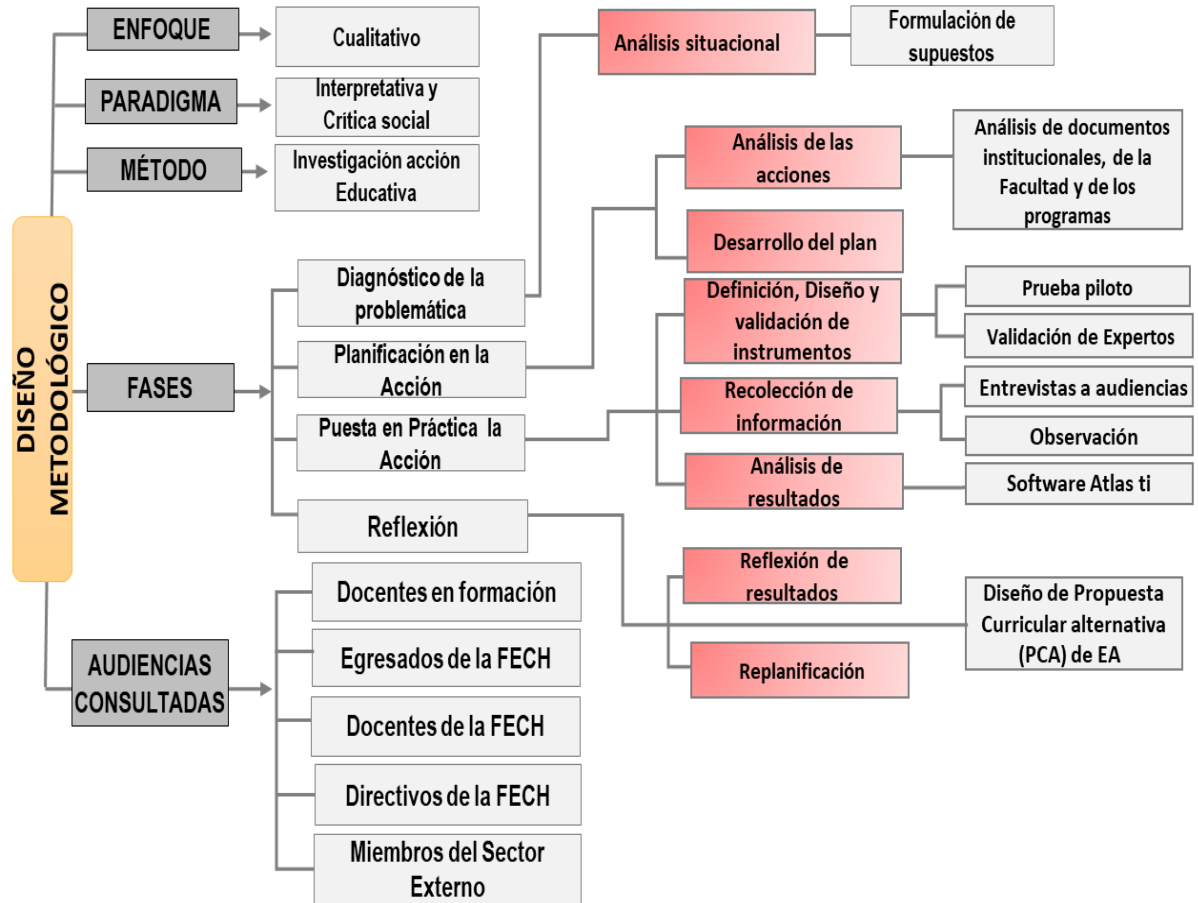 DISEÑO
METODOLÓGICO
ENFOQUE
Cualitativo
PARADIGMA
Interpretativa y
Crítica social
MÉTODO
Investigación acción
Educativa
FASES
Diagnóstico de la
problemática
Análisis situacional
Formulación de
supuestos
Planificación en la
Acción
Análisis de las
acciones
Análisis de documentos
institucionales, de la
Facultad y de los
programas
Desarrollo del plan
Puesta en Práctica la
Acción
Definición, Diseño y
validación de
instrumentos
Prueba piloto
Validación de Expertos
Recolección de
información
Entrevistas a audiencias
Observación
Análisis de
resultados
Software Atlas ti
Reflexión
Reflexión de
resultados
Replanificación
Diseño de Propuesta
Curricular alternativa
(PCA) de EA
AUDIENCIAS
CONSULTADAS
Docentes en formación
Egresados de la FECH
Docentes de la FECH
Directivos de la FECH
Miembros del Sector
Externo